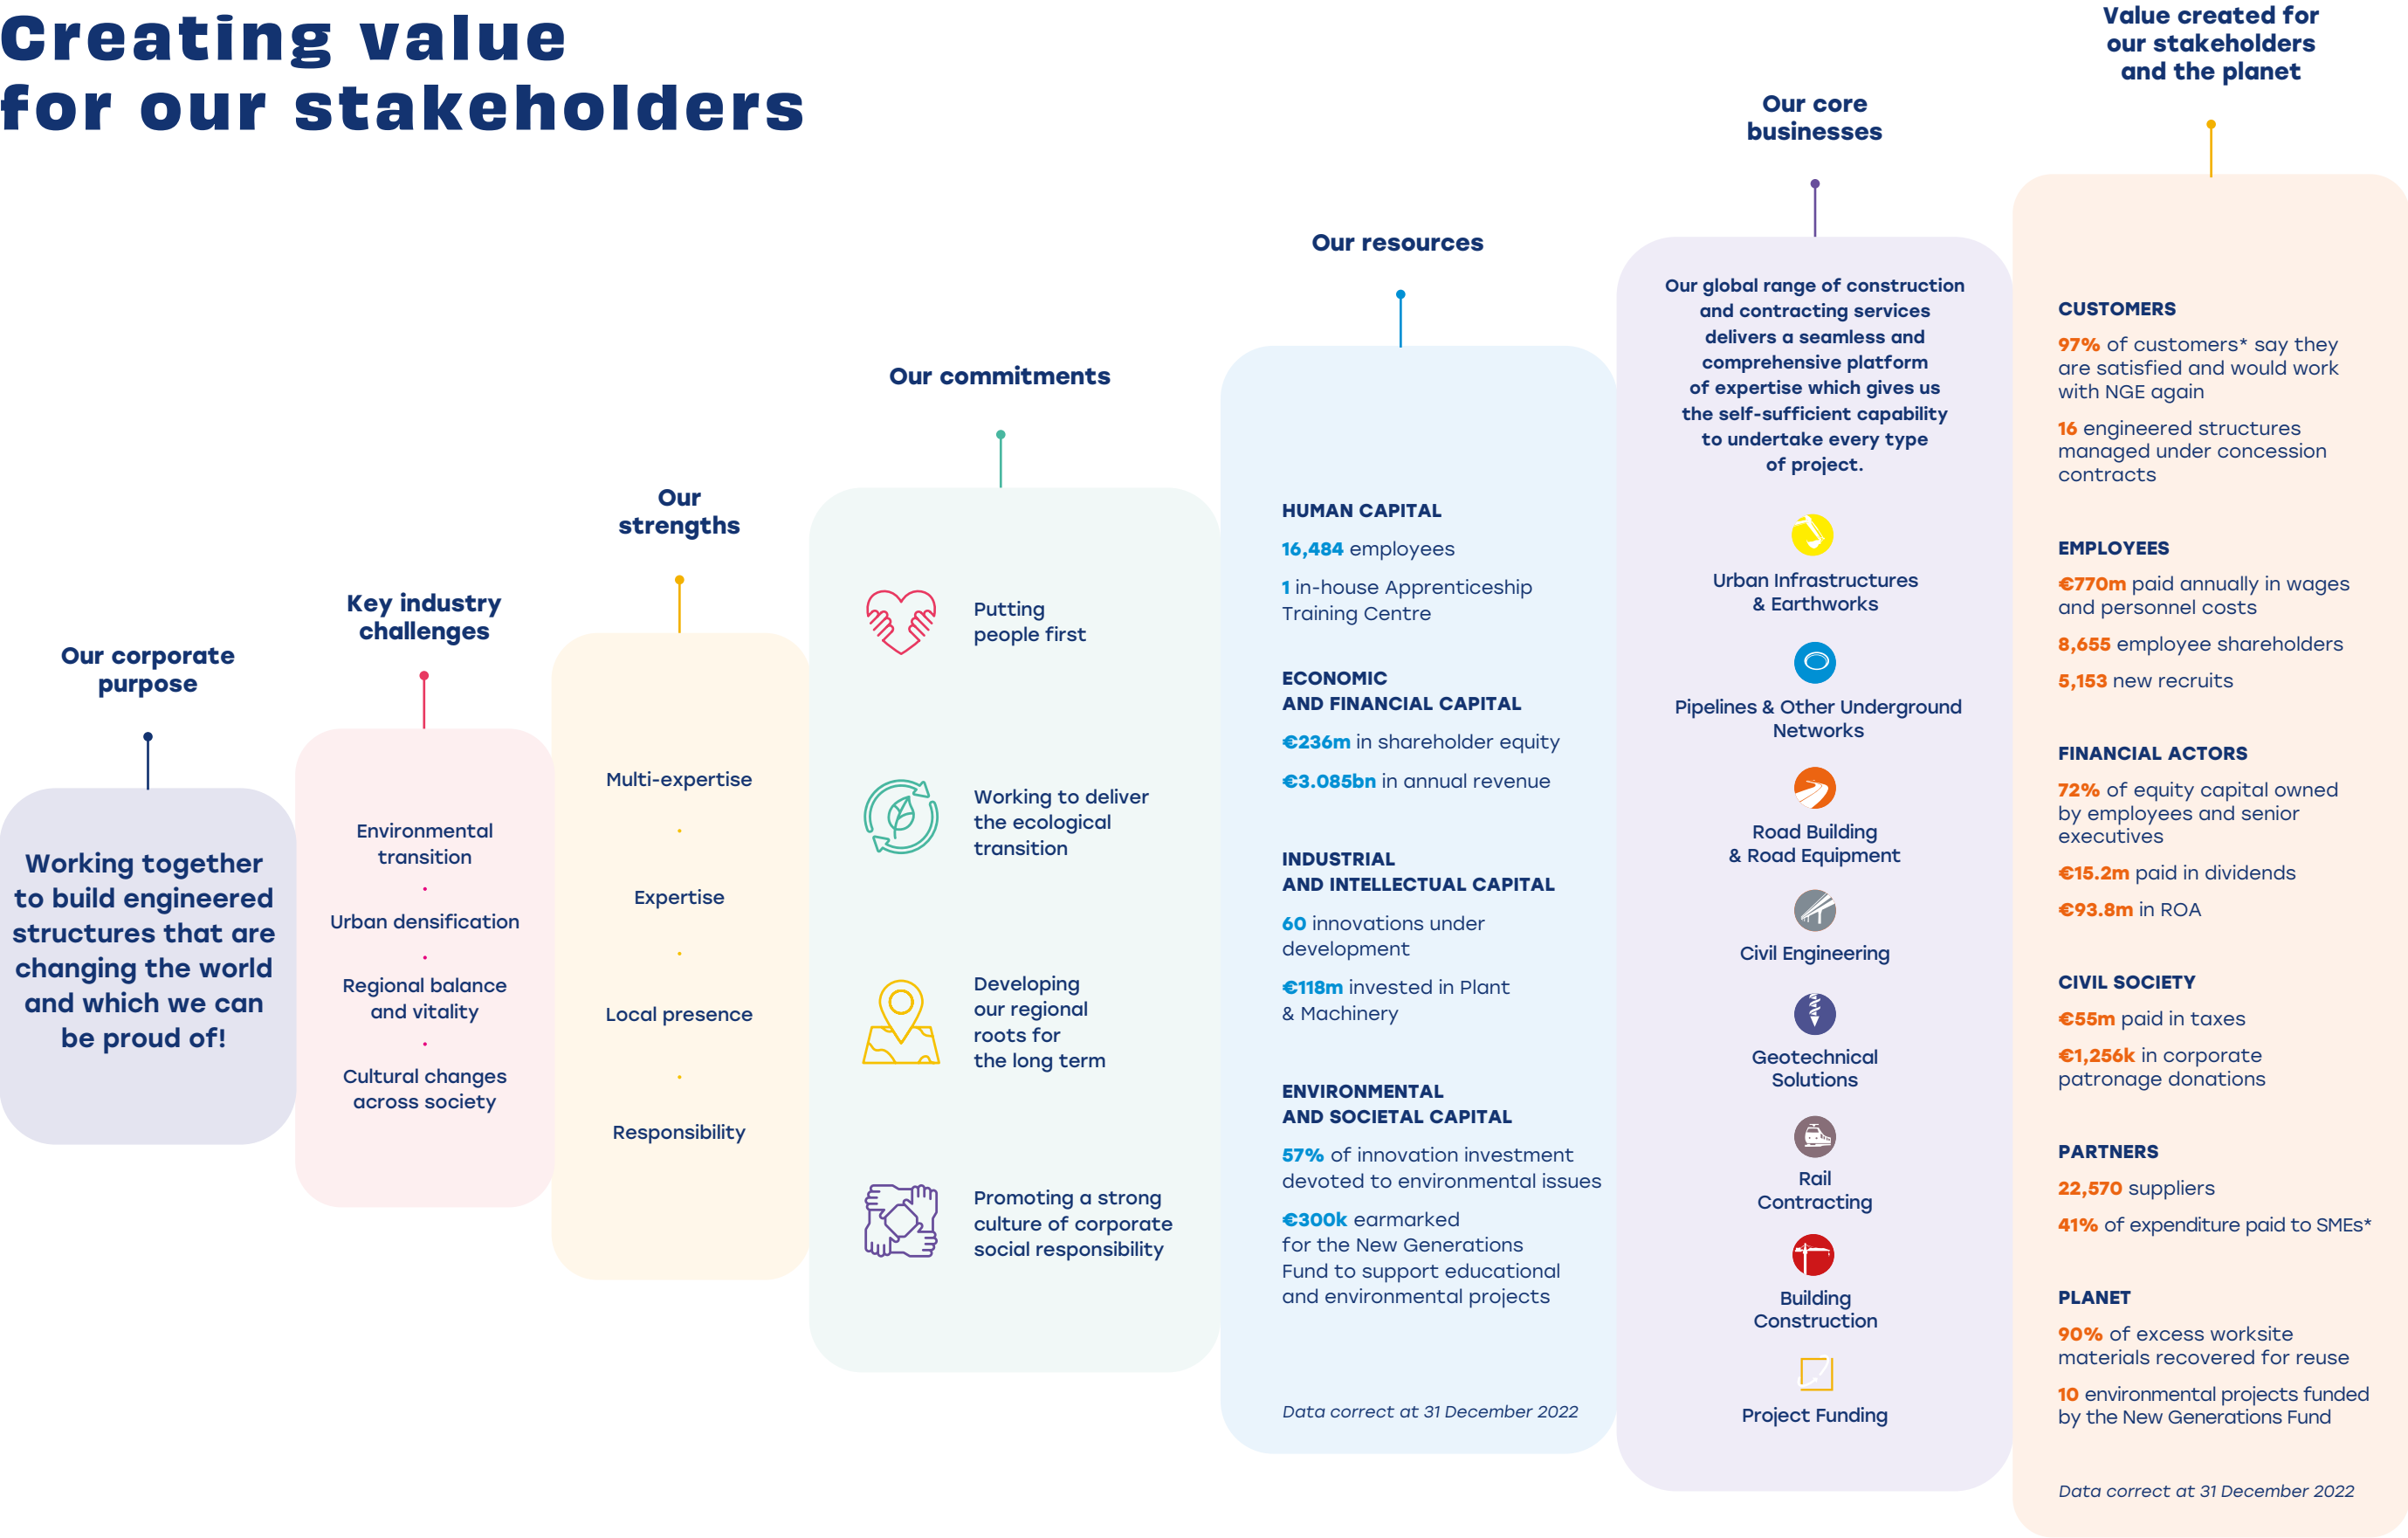 Creating value
for our stakeholders
Our corporate
purpose
Working together
to build engineered
structures that are
changing the world
and which we can
be proud of!
Key industry
challenges
Environmental
transition
·
Urban densification
·
Regional balance
and vitality
·
Cultural changes
across society
Our
strengths
Multi-expertise
·
Expertise
·
Local presence
·
Responsibility
Our commitments
Putting
people first
Working to deliver
the ecological
transition
Developing
our regional
roots for
the long term
Promoting a strong
culture of corporate
social responsibility
Our resources
HUMAN CAPITAL
16,484 employees
1 in-house Apprenticeship
Training Centre
ECONOMIC
AND FINANCIAL CAPITAL
€236m in shareholder equity
€3.085bn in annual revenue
INDUSTRIAL
AND INTELLECTUAL CAPITAL
60 innovations under
development
€118m invested in Plant
& Machinery
ENVIRONMENTAL
AND SOCIETAL CAPITAL
57% of innovation investment
devoted to environmental issues
€300k earmarked
for the New Generations
Fund to support educational
and environmental projects
Data correct at 31 December 2022
Our core
businesses
Our global range of construction
and contracting services
delivers a seamless and
comprehensive platform
of expertise which gives us
the self-sufficient capability
to undertake every type
of project.
Urban Infrastructures
& Earthworks
Pipelines & Other Underground
Networks
Road Building
& Road Equipment
Civil Engineering
Geotechnical
Solutions
Rail
Contracting
Building
Construction
Project Funding
Value created for
our stakeholders
and the planet
CUSTOMERS
97% of customers* say they
are satisfied and would work
with NGE again
16 engineered structures
managed under concession
contracts
EMPLOYEES
€770m paid annually in wages
and personnel costs
8,655 employee shareholders
5,153 new recruits
FINANCIAL ACTORS
72% of equity capital owned
by employees and senior
executives
€15.2m paid in dividends
€93.8m in ROA
CIVIL SOCIETY
€55m paid in taxes
€1,256k in corporate
patronage donations
PARTNERS
22,570 suppliers
41% of expenditure paid to SMEs*
PLANET
90% of excess worksite
materials recovered for reuse
10 environmental projects funded
by the New Generations Fund
Data correct at 31 December 2022